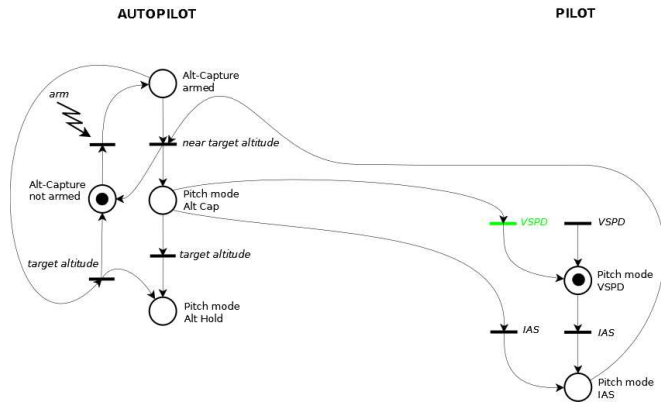 AUTOPILOT
PILOT
Alt-Capture
armed
arm
near target altitude
Alt-Capture
not armed
Pitch mode
Alt Cap
VSPD
VSPD
target altitude
target altitude
Pitch mode
VSPD
Pitch mode
Alt Hold
IAS
IAS
Pitch mode
IAS